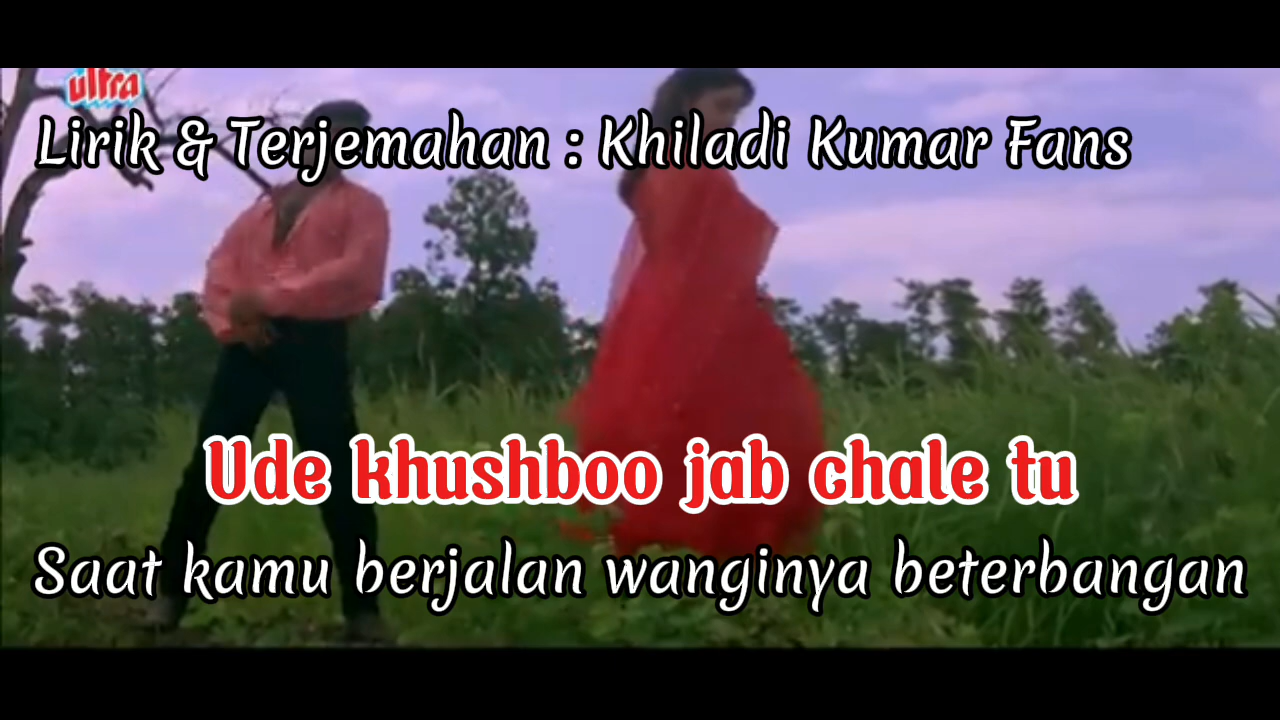 ultra
Lirik & Terjemahan : Khiladi Kumar Fans
Ude khushboo jab chale tu
Saat kamu berjalan wanginya beterbangan